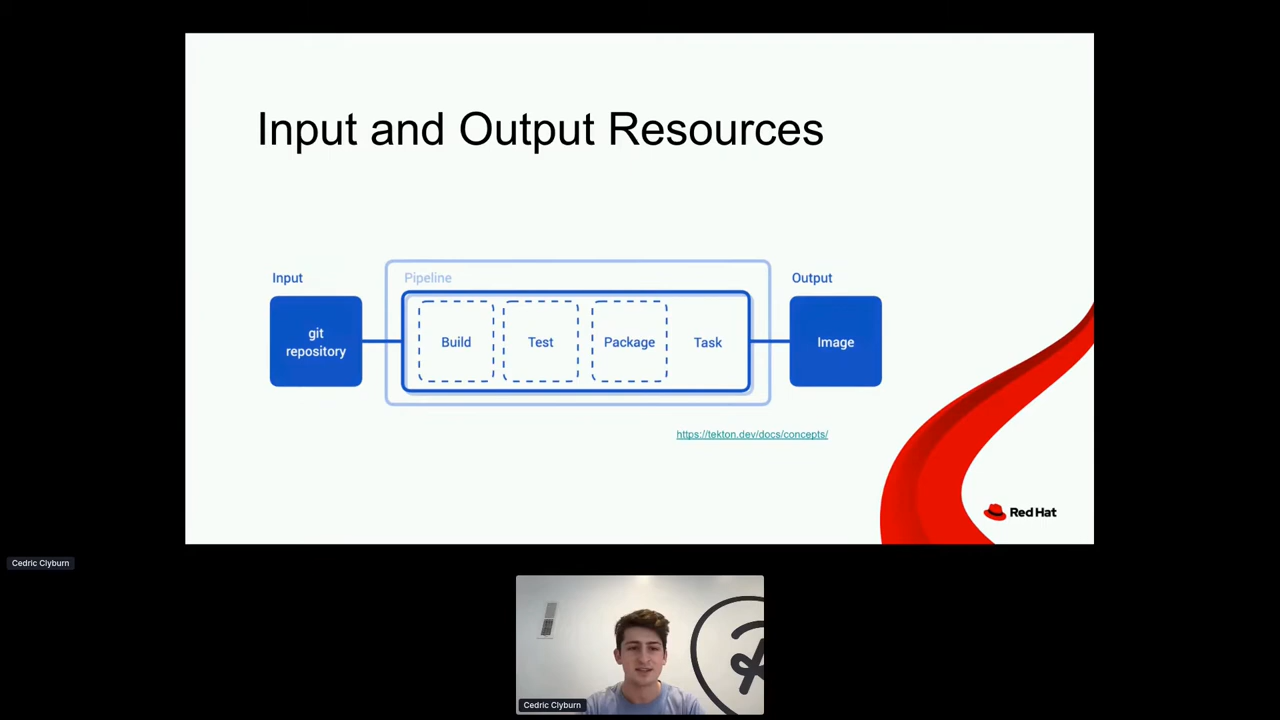 Input and Output Resources
Input
Pipeline
Output
git
repository
Build
Test
Package
Task
Image
https://tekton.dev/docs/concepts/
Red Hat
Cedric Clyburn
Cedric Clyburn